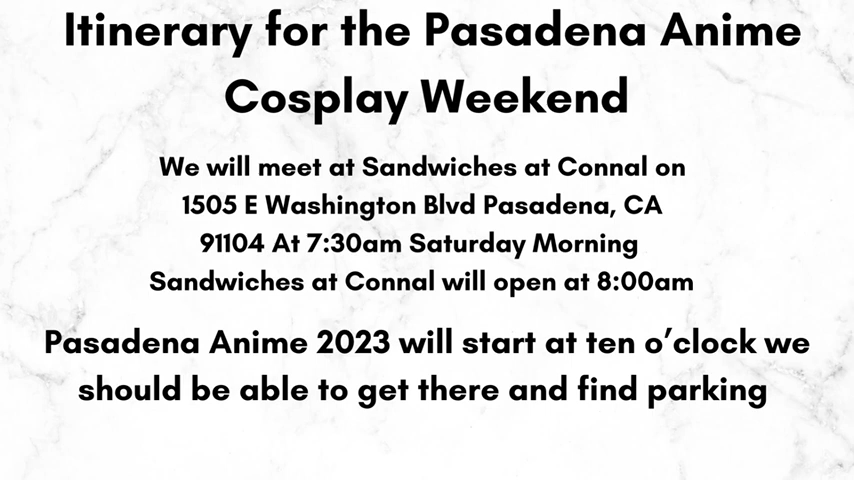 Itinerary for the Pasadena Anime
Cosplay Weekend
We will meet at Sandwiches at Connal on
1505 E Washington Blvd Pasadena, CA
91104 At 7:30am Saturday Morning
Sandwiches at Connal will open at 8:00am
Pasadena Anime 2023 will start at ten o’clock we
should be able to get there and find parking